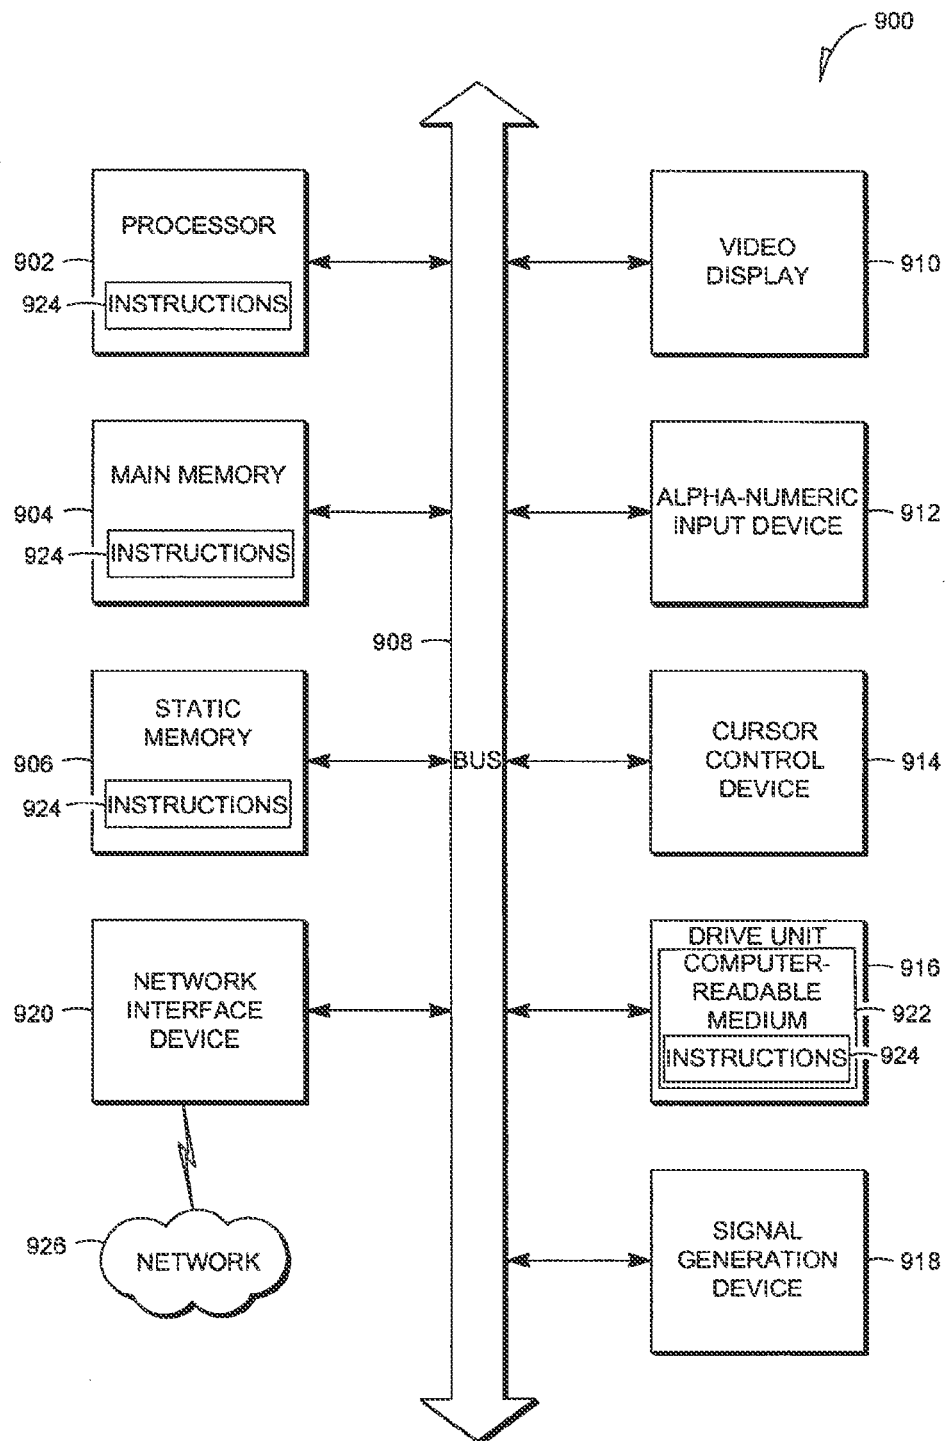 900
PROCESSOR
902
924
INSTRUCTIONS
VIDEO
DISPLAY
910
MAIN MEMORY
904
924
INSTRUCTIONS
ALPHA-NUMERIC
INPUT DEVICE
912
908
STATIC
MEMORY
906
924
INSTRUCTIONS
BUS
CURSOR
CONTROL
DEVICE
914
NETWORK
INTERFACE
DEVICE
920
DRIVE UNIT
COMPUTER-
READABLE
MEDIUM
INSTRUCTIONS
916
922
924
926
NETWORK
SIGNAL
GENERATION
DEVICE
918